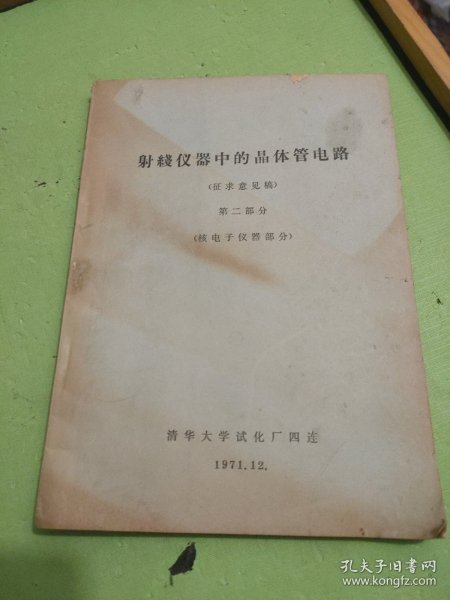 射綫仪器中的晶体管电路
(征求意见稿)
第二部分
(核电子仪器部分)
清华大学试化厂四连
1971.12.
孔夫子旧书网
www.kongfz.com